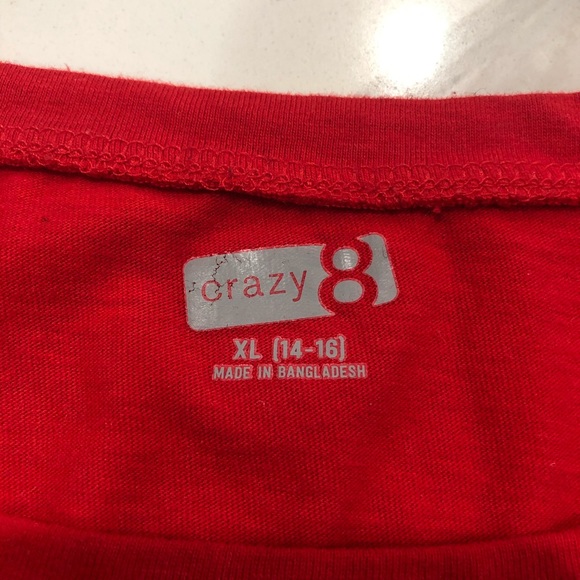 crazy 8
XL (14-16)
MADE IN BANGLADESH